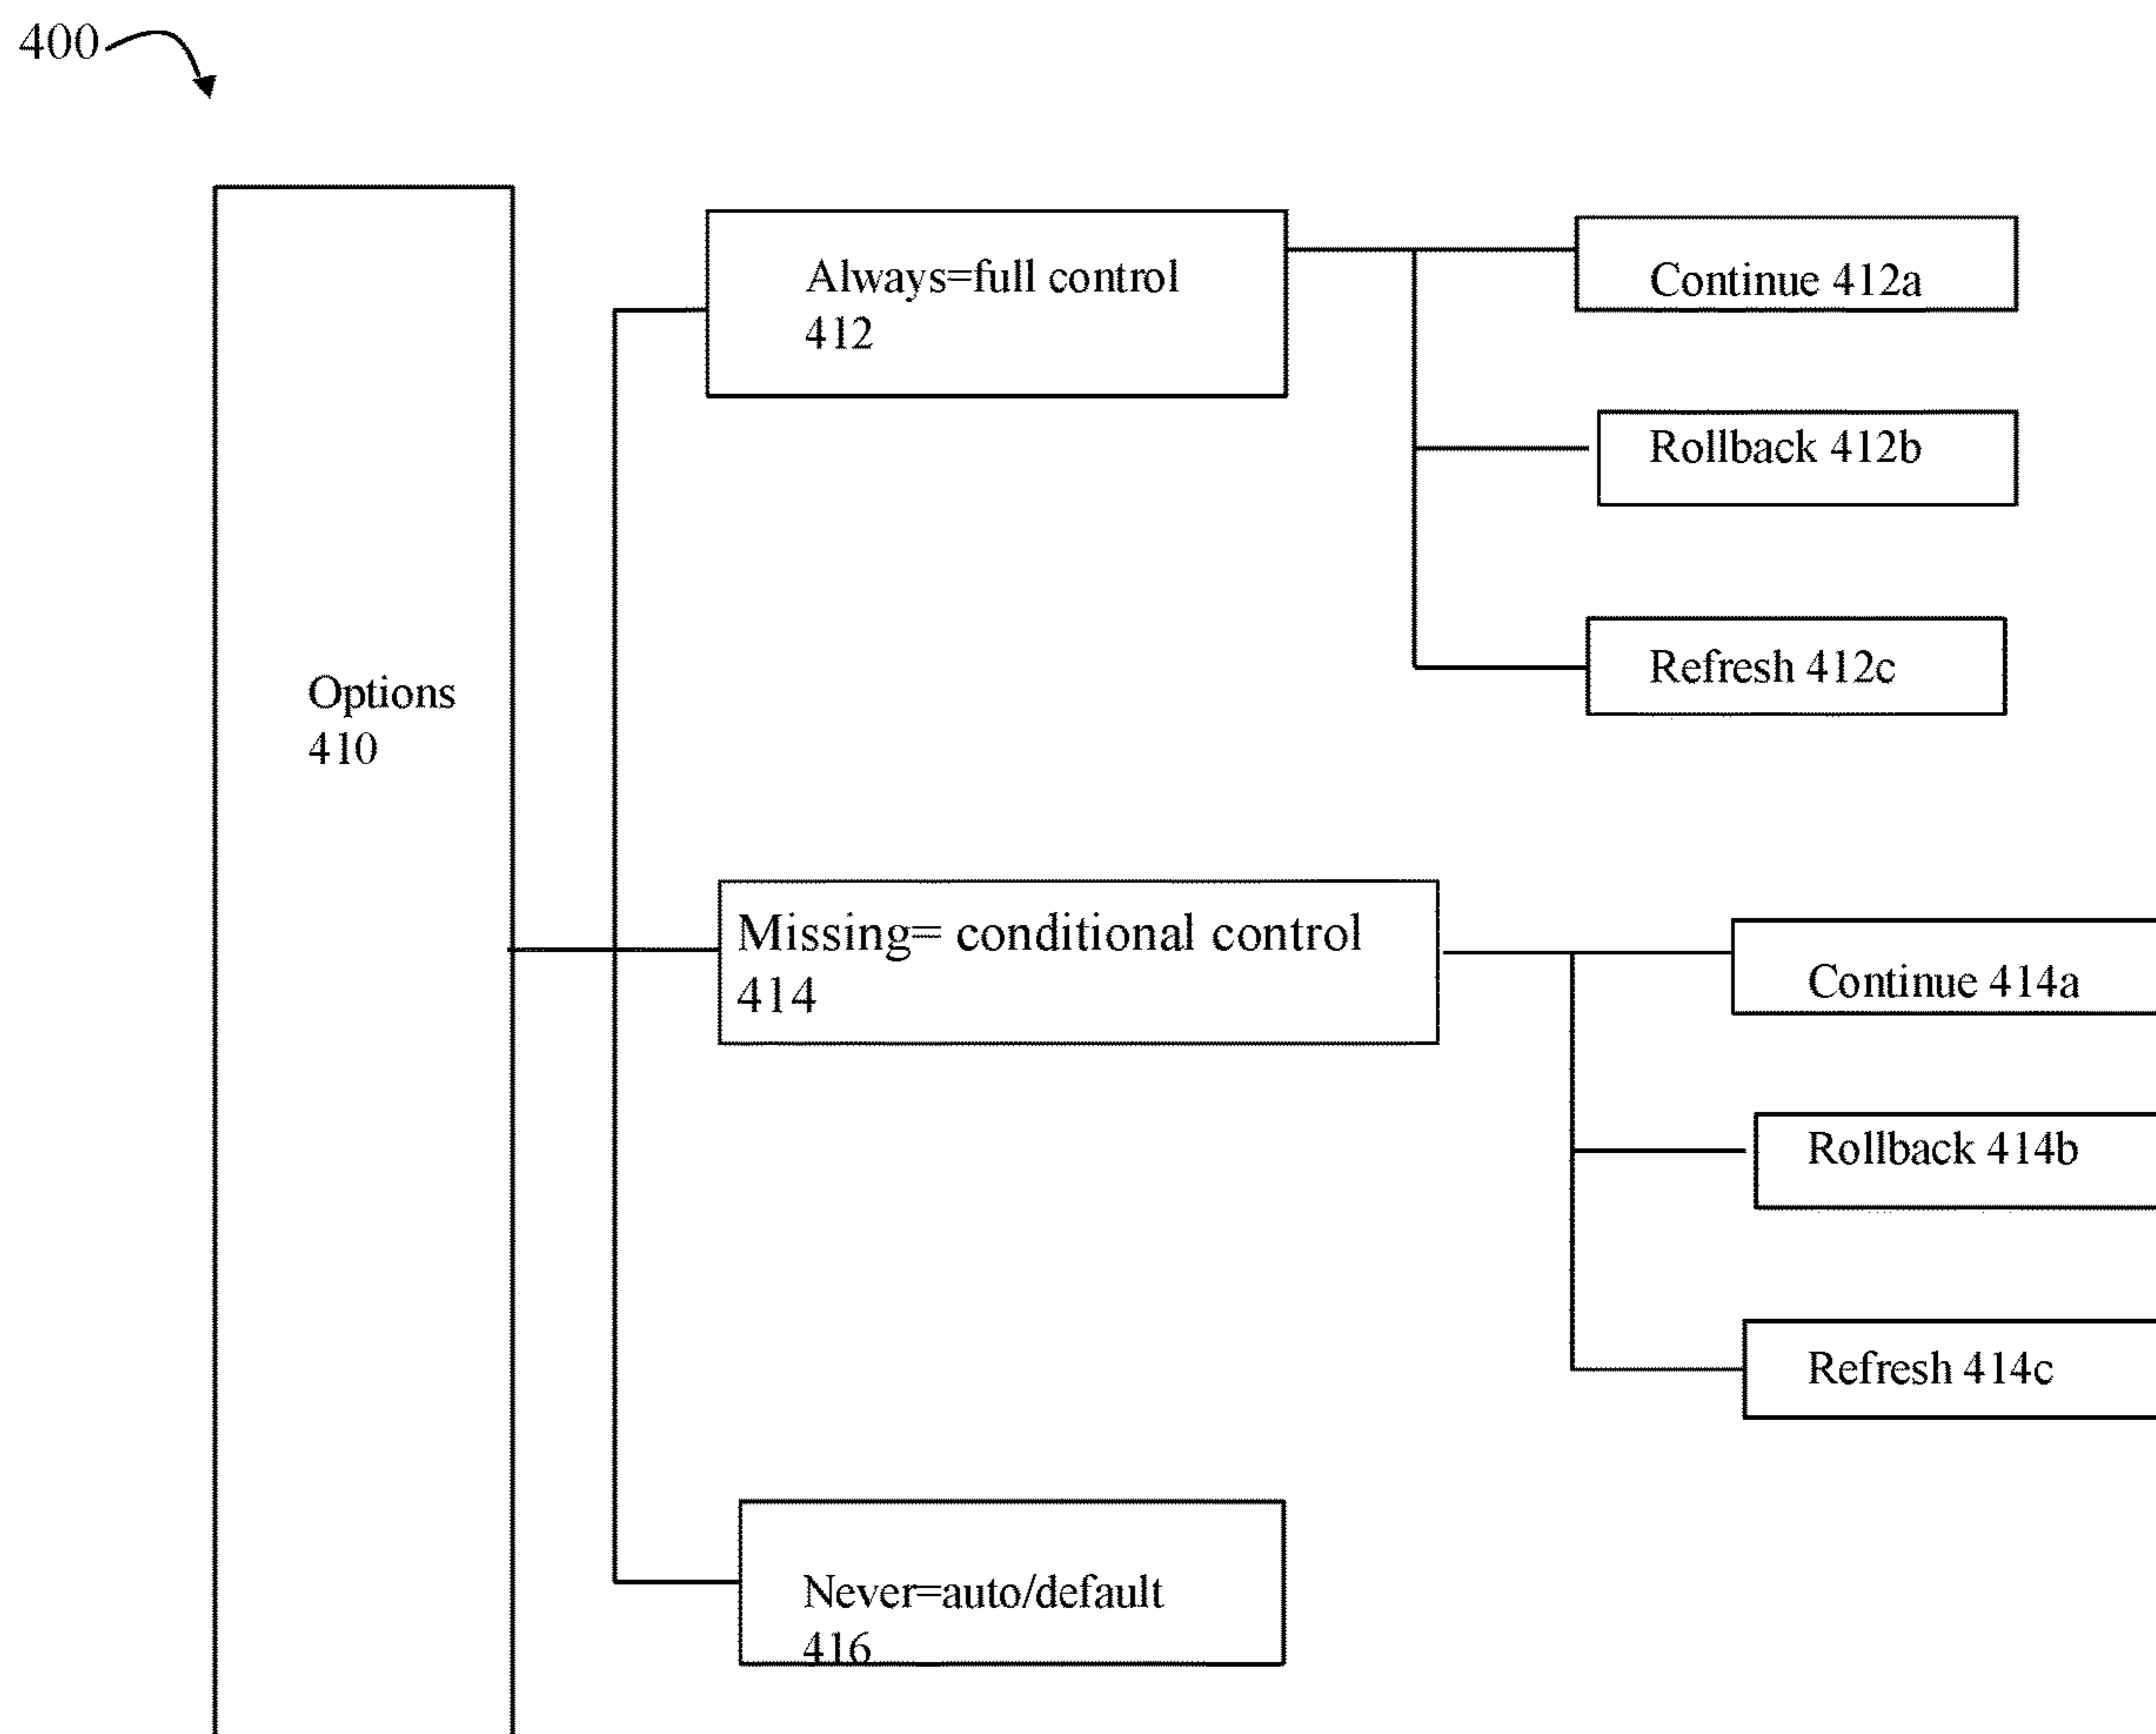 400
Always=full control
412
Continue 412a
Rollback 412b
Refresh 412c
Options
410
Missing= conditional control
414
Continue 414a
Rollback 414b
Refresh 414c
Never=auto/default
416